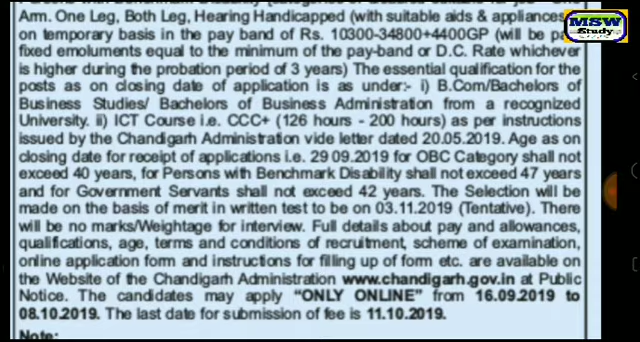 Arm. One Leg, Both Leg, Hearing Handicapped (with suitable aids & appliances)
MSW
Study
on temporary basis in the pay band of Rs. 10300-34800+4400GP (will be
fixed emoluments equal to the minimum of the pay-band or D.C. Rate whichever
is higher during the probation period of 3 years) The essential qualification for the
posts as on closing date of application is as under:- i) B.Com/Bachelors of
Business Studies/ Bachelors of Business Administration from a recognized
University. ii) ICT Course i.e. CCC+ (126 hours - 200 hours) as per instructions
issued by the Chandigarh Administration vide letter dated 20.05.2019. Age as on
closing date for receipt of applications i.e. 29.09.2019 for OBC Category shall not
exceed 40 years, for Persons with Benchmark Disability shall not exceed 47 years
and for Government Servants shall not exceed 42 years. The Selection will be
made on the basis of merit in written test to be on 03.11.2019 (Tentative). There
will be no marks/Weightage for interview. Full details about pay and allowances,
qualifications, age, terms and conditions of recruitment, scheme of examination,
online application form and instructions for filling up of form etc. are available on
the Website of the Chandigarh Administration www.chandigarh.gov.in at Public
Notice. The candidates may apply "ONLY ONLINE" from 16.09.2019 to
08.10.2019. The last date for submission of fee is 11.10.2019.
Note: